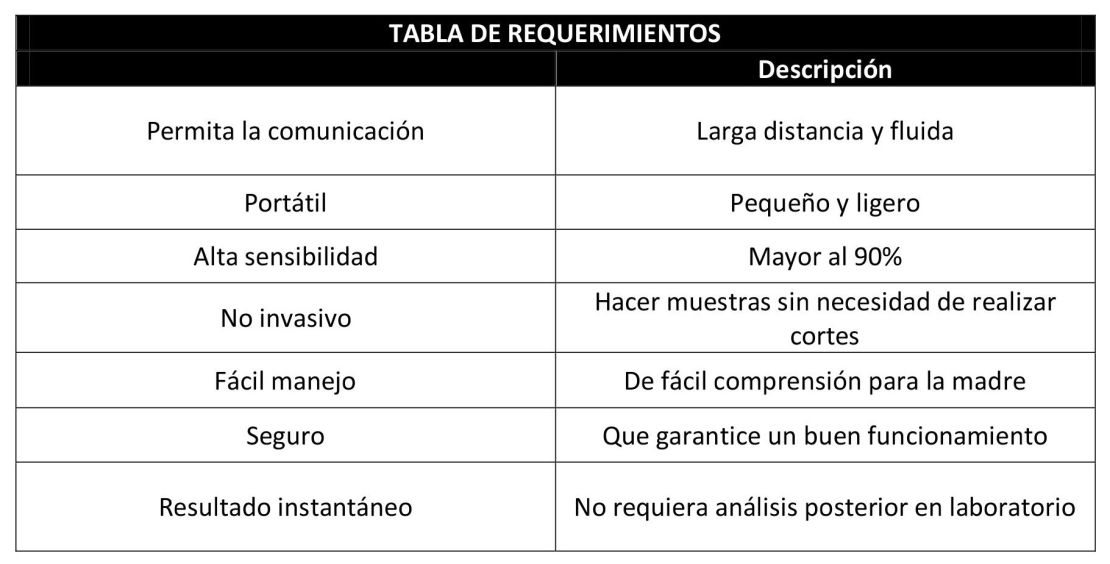 TABLA DE REQUERIMIENTOS
Descripción
Permita la comunicación
Larga distancia y fluida
Portátil
Pequeño y ligero
Alta sensibilidad
Mayor al 90%
No invasivo
Hacer muestras sin necesidad de realizar
cortes
Fácil manejo
De fácil comprensión para la madre
Seguro
Que garantice un buen funcionamiento
Resultado instantáneo
No requiera análisis posterior en laboratorio